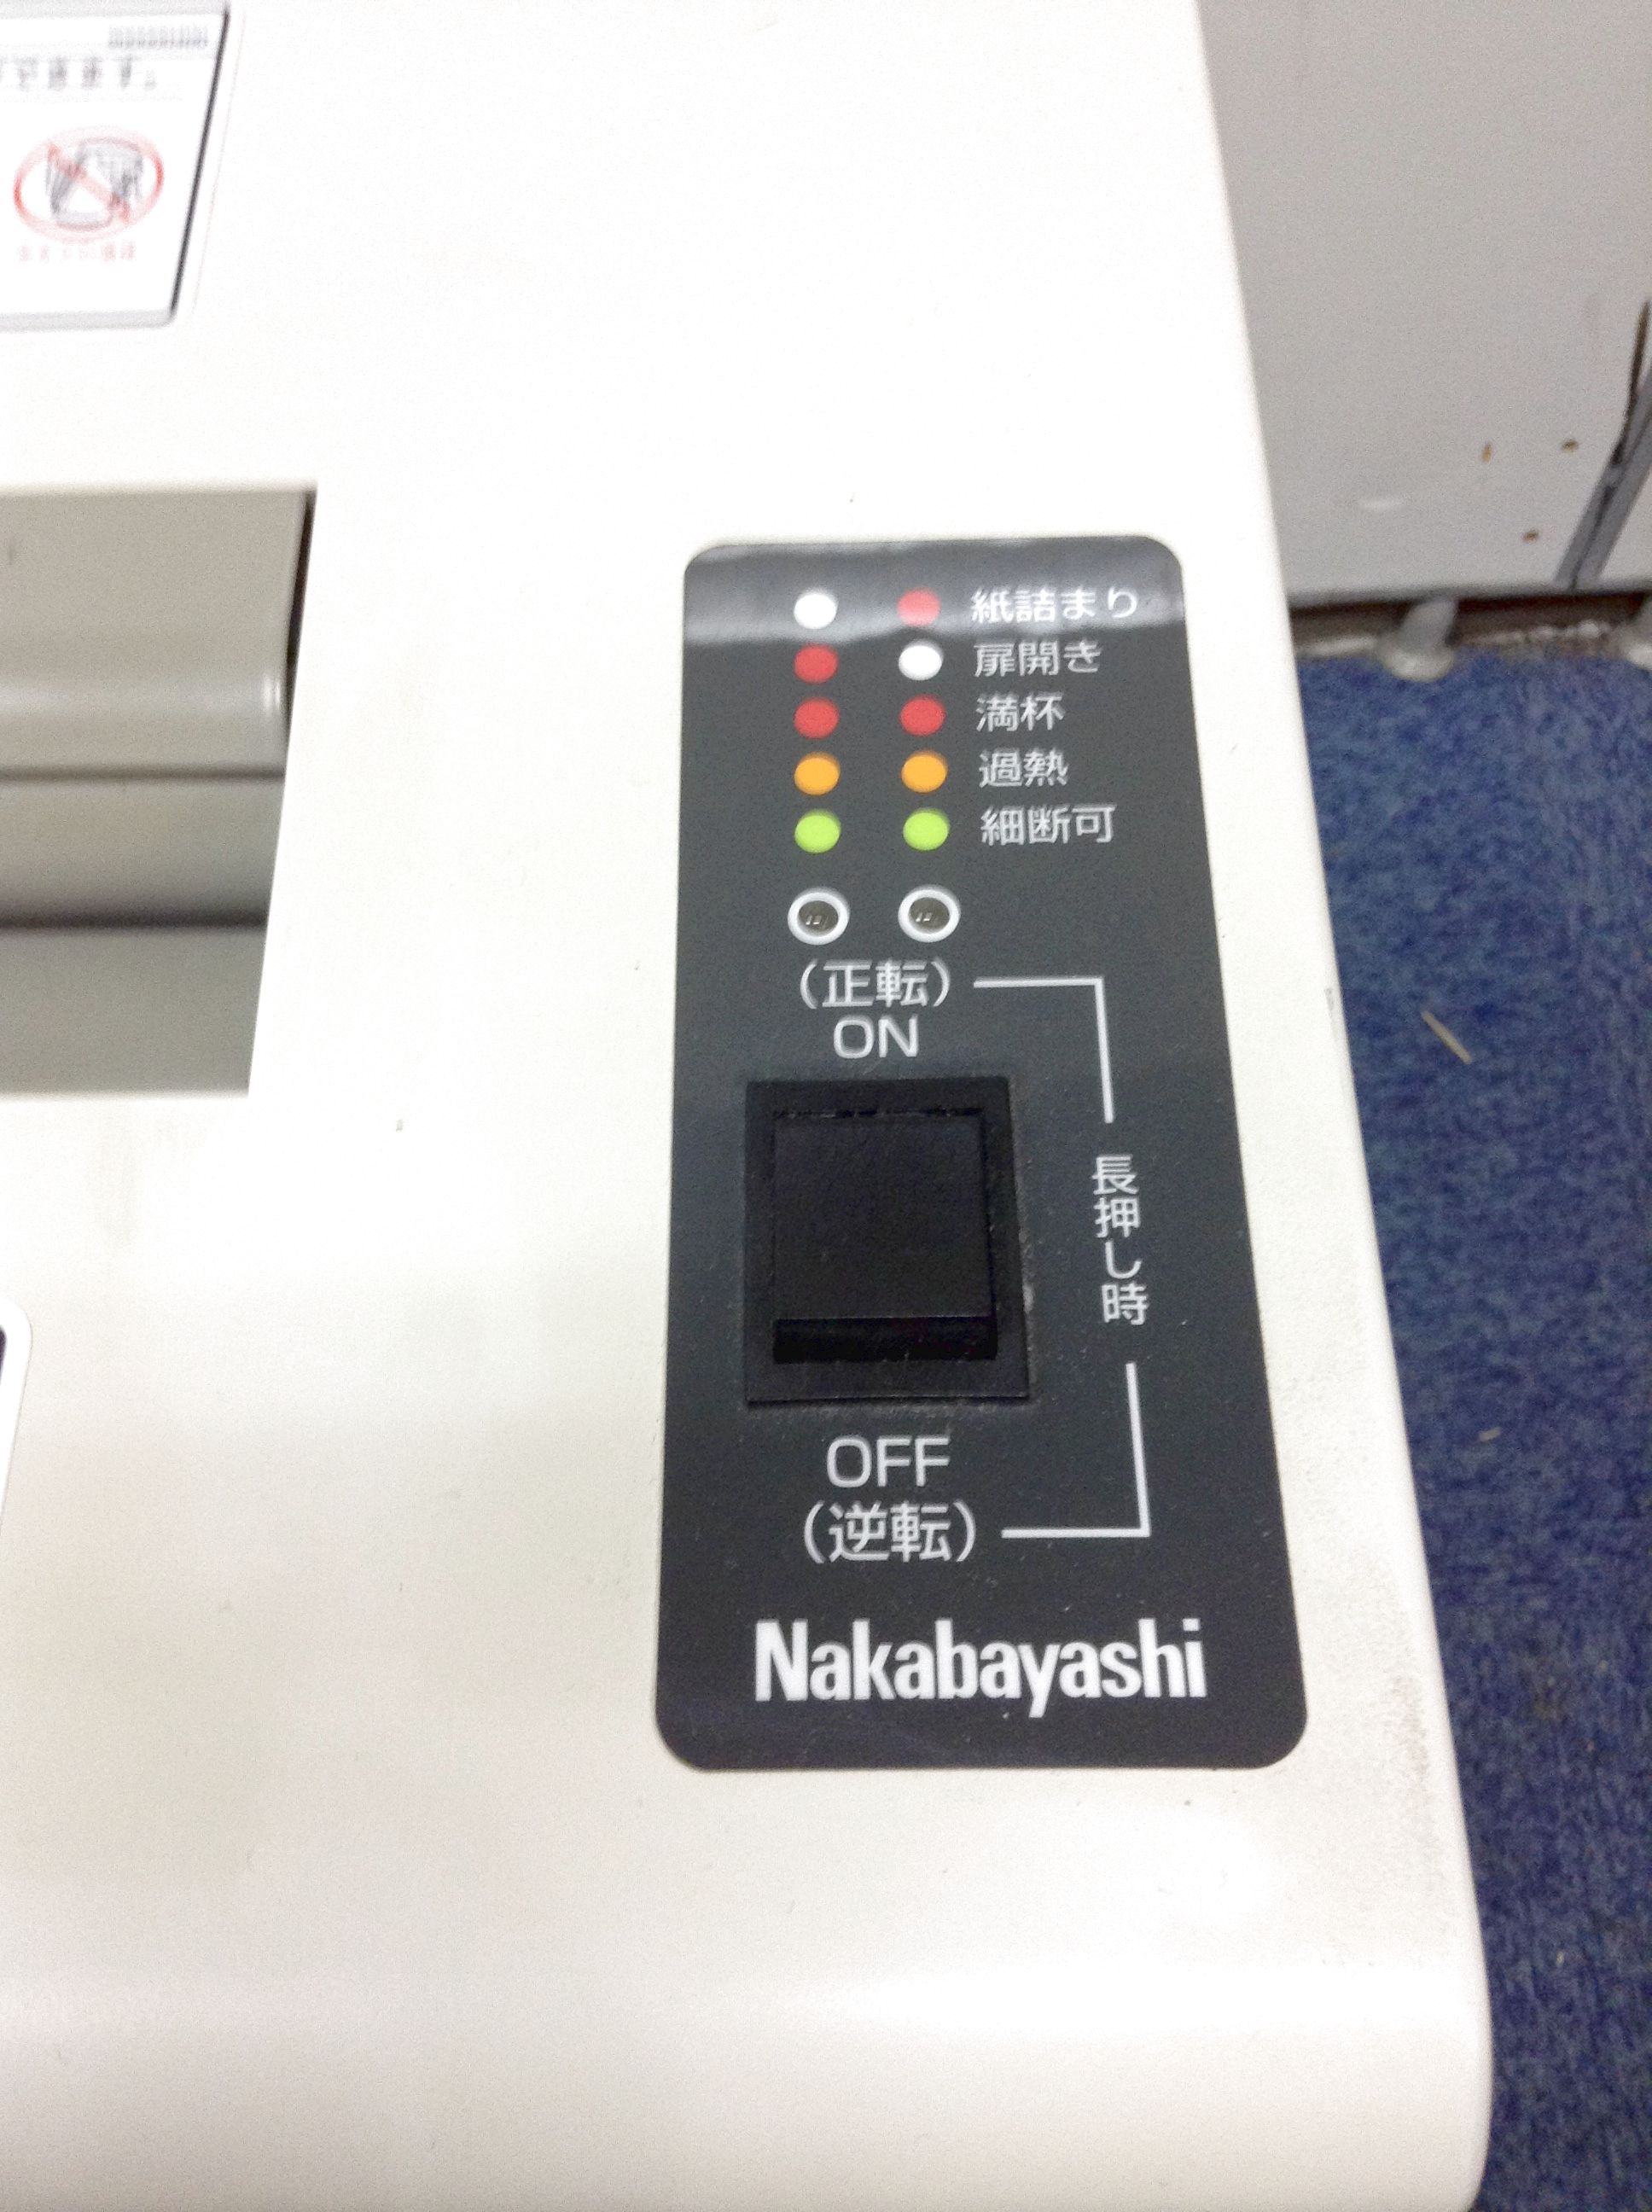 紙詰まり
扉開き
満杯
過熱
細断可
(正転)
ON
長押し時
OFF
(逆転)
Nakabayashi